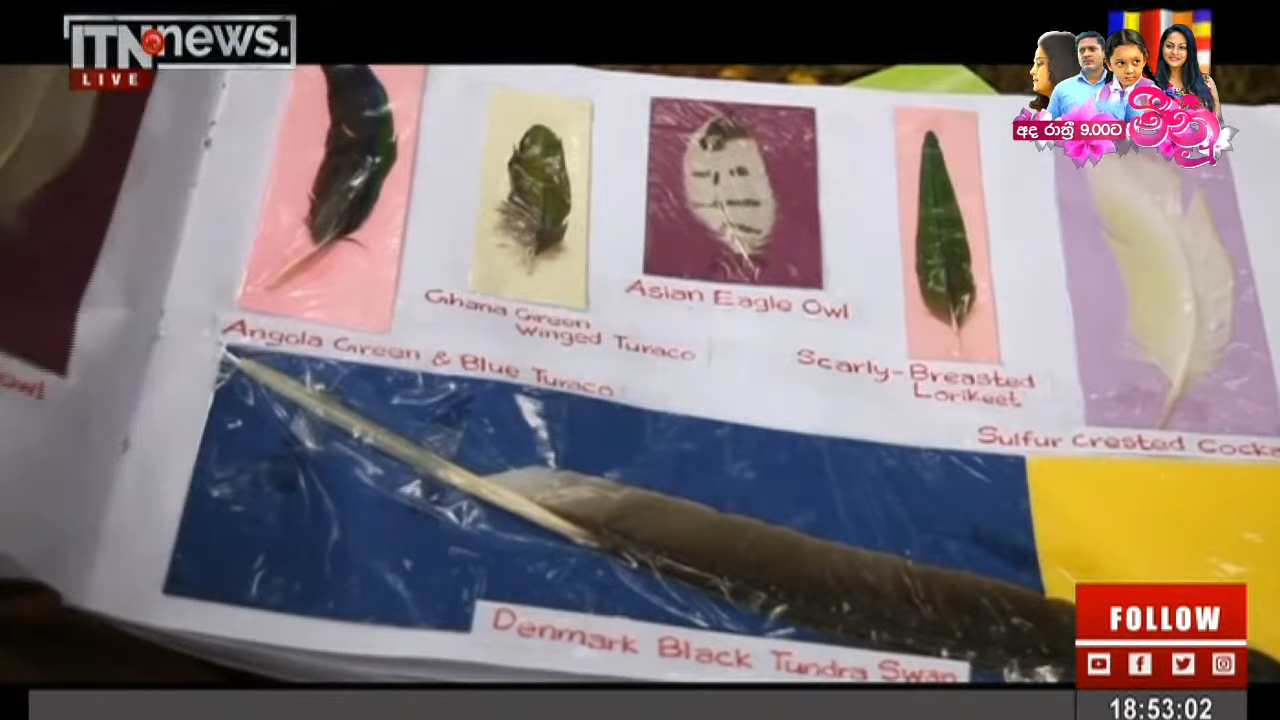 ITN news.
LIVE
අද රාත්‍රී 9.00ට
Ghana Green
Winged Turaco
Asian Eagle Owl
Angola Green & Blue Turaco
Scarly-Breasted
Lorikeet
Sulfur Crested
Denmark Black Tundra Swan
FOLLOW
18:53:02